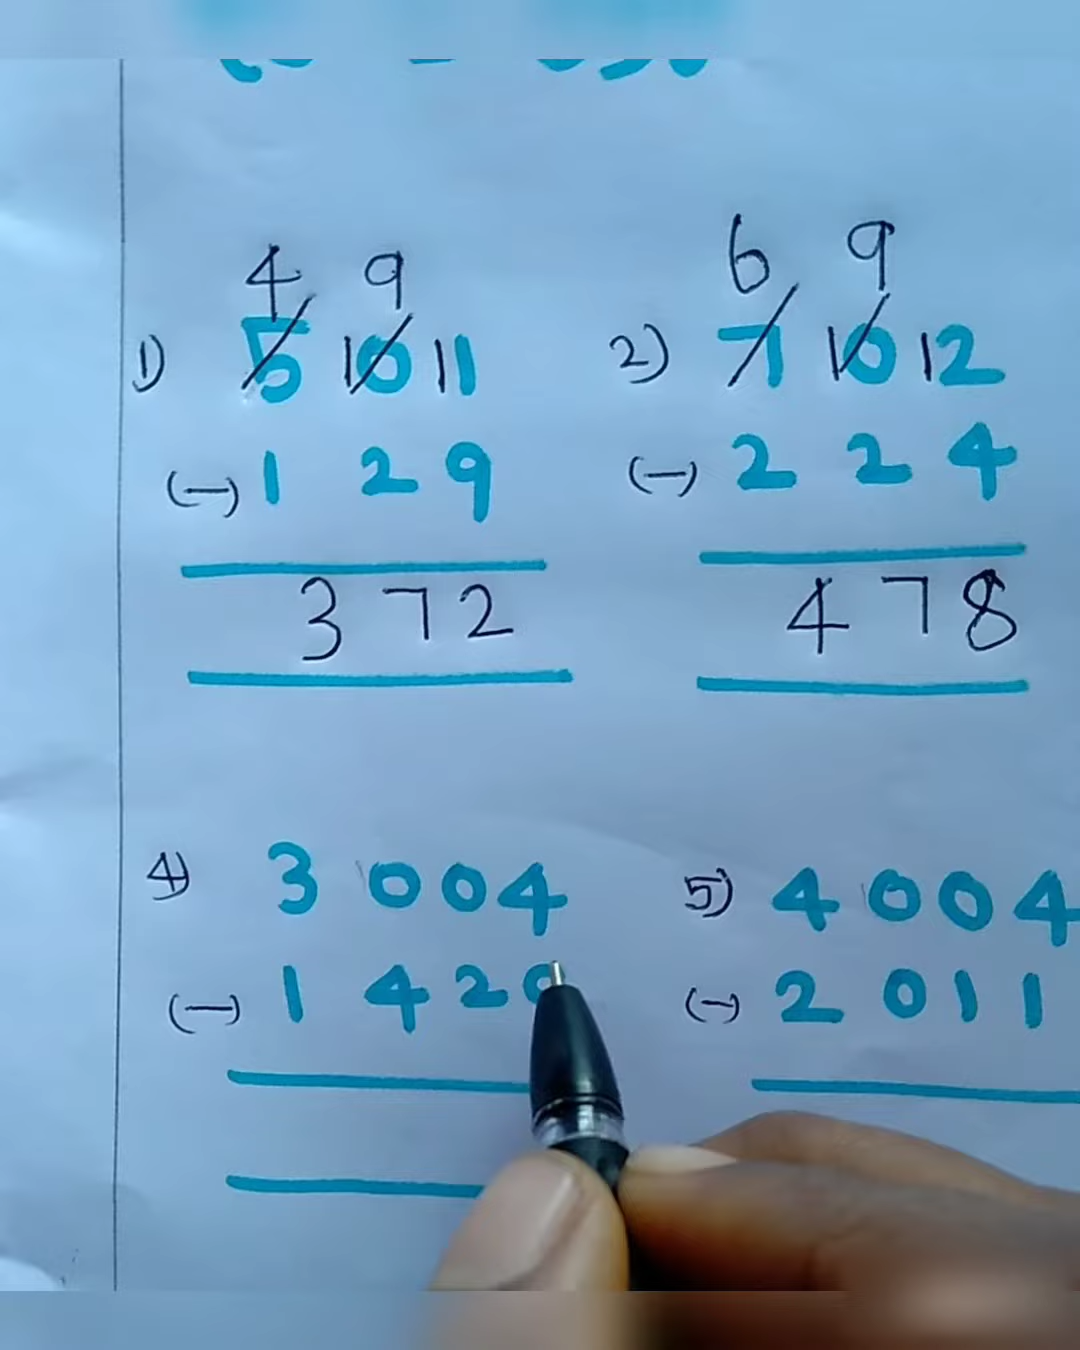 4 9 6 9
1) 5 10 11 2) 7 10 12
(-) 1 2 9 (-) 2 2 4
3 7 2 4 7 8
4) 3 0 0 4 5) 4 0 0 4
(-) 1 4 2 (-) 2 0 1 1